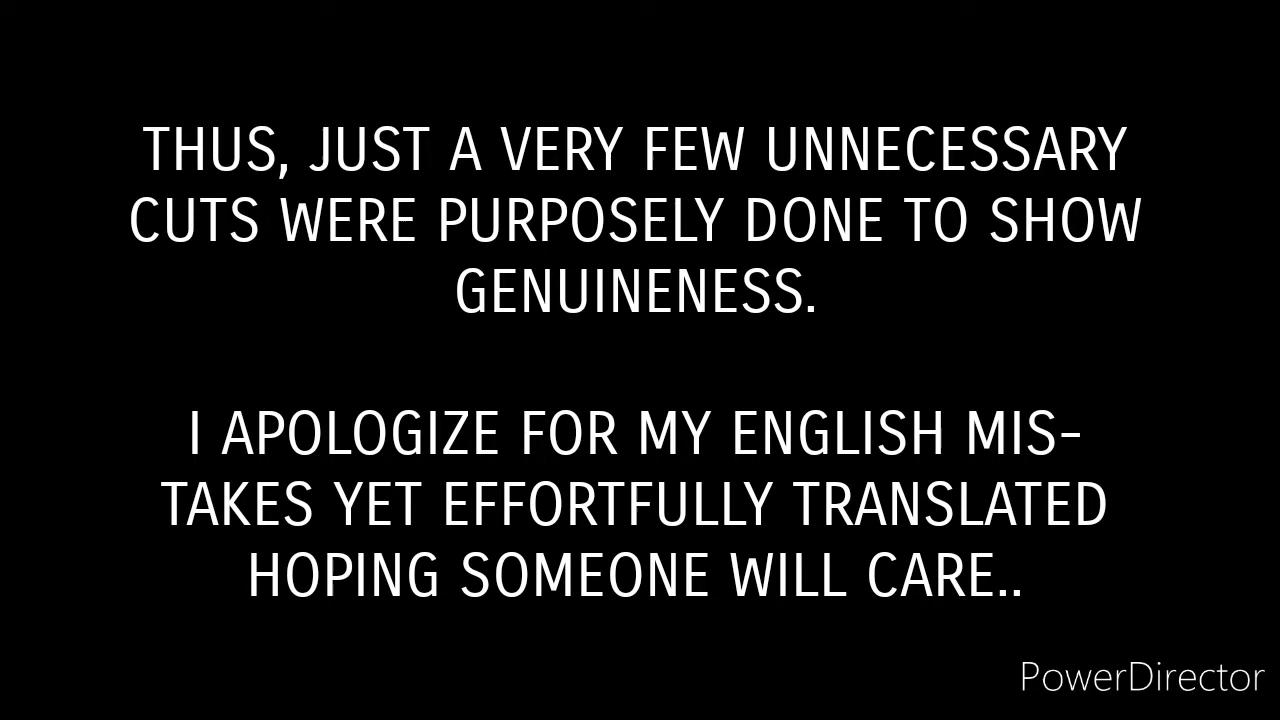 THUS, JUST A VERY FEW UNNECESSARY
CUTS WERE PURPOSELY DONE TO SHOW
GENUINENESS.
I APOLOGIZE FOR MY ENGLISH MIS-
TAKES YET EFFORTFULLY TRANSLATED
HOPING SOMEONE WILL CARE..
PowerDirector